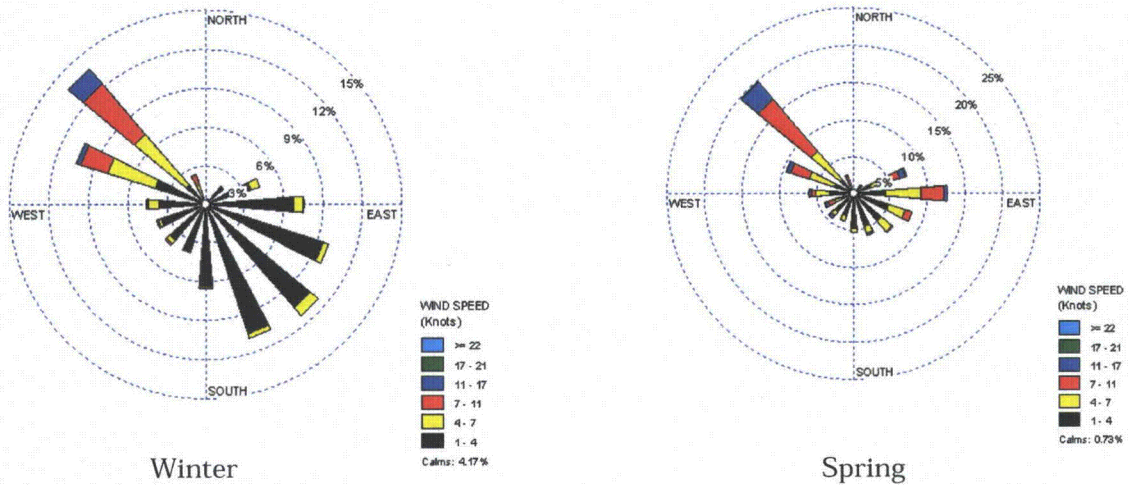 NORTH
15%
12%
9%
6%
3%
WEST
EAST
SOUTH
WIND SPEED
(Knots)
>= 22
17 - 21
11 - 17
7 - 11
4 - 7
1 - 4
Calms: 4.17%
Winter
NORTH
25%
20%
15%
10%
5%
WEST
EAST
SOUTH
WIND SPEED
(Knots)
>= 22
17 - 21
11 - 17
7 - 11
4 - 7
1 - 4
Calms: 0.73%
Spring